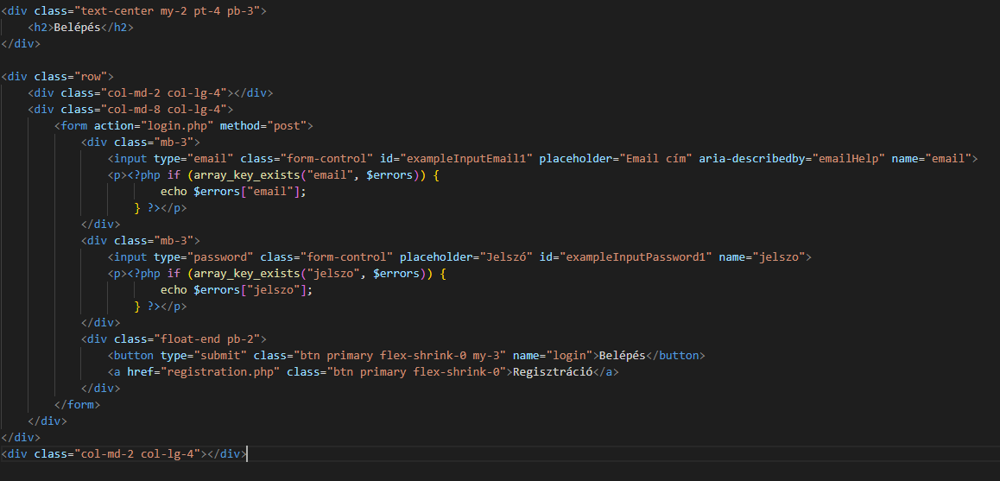 <div class="text-center my-2 pt-4 pb-3">
    <h2>Belépés</h2>
</div>

<div class="row">
    <div class="col-md-2 col-lg-4"></div>
    <div class="col-md-8 col-lg-4">
        <form action="login.php" method="post">
            <div class="mb-3">
                <input type="email" class="form-control" id="exampleInputEmail1" placeholder="Email cím" aria-describedby="emailHelp" name="email">
                <p><?php if (array_key_exists("email", $errors)) {
                        echo $errors["email"];
                    } ?></p>
            </div>
            <div class="mb-3">
                <input type="password" class="form-control" placeholder="Jelszó" id="exampleInputPassword1" name="jelszo">
                <p><?php if (array_key_exists("jelszo", $errors)) {
                        echo $errors["jelszo"];
                    } ?></p>
            </div>
            <div class="float-end pb-2">
                <button type="submit" class="btn primary flex-shrink-0 my-3" name="login">Belépés</button>
                <a href="registration.php" class="btn primary flex-shrink-0">Regisztráció</a>
            </div>
        </form>
    </div>
</div>
<div class="col-md-2 col-lg-4"></div>